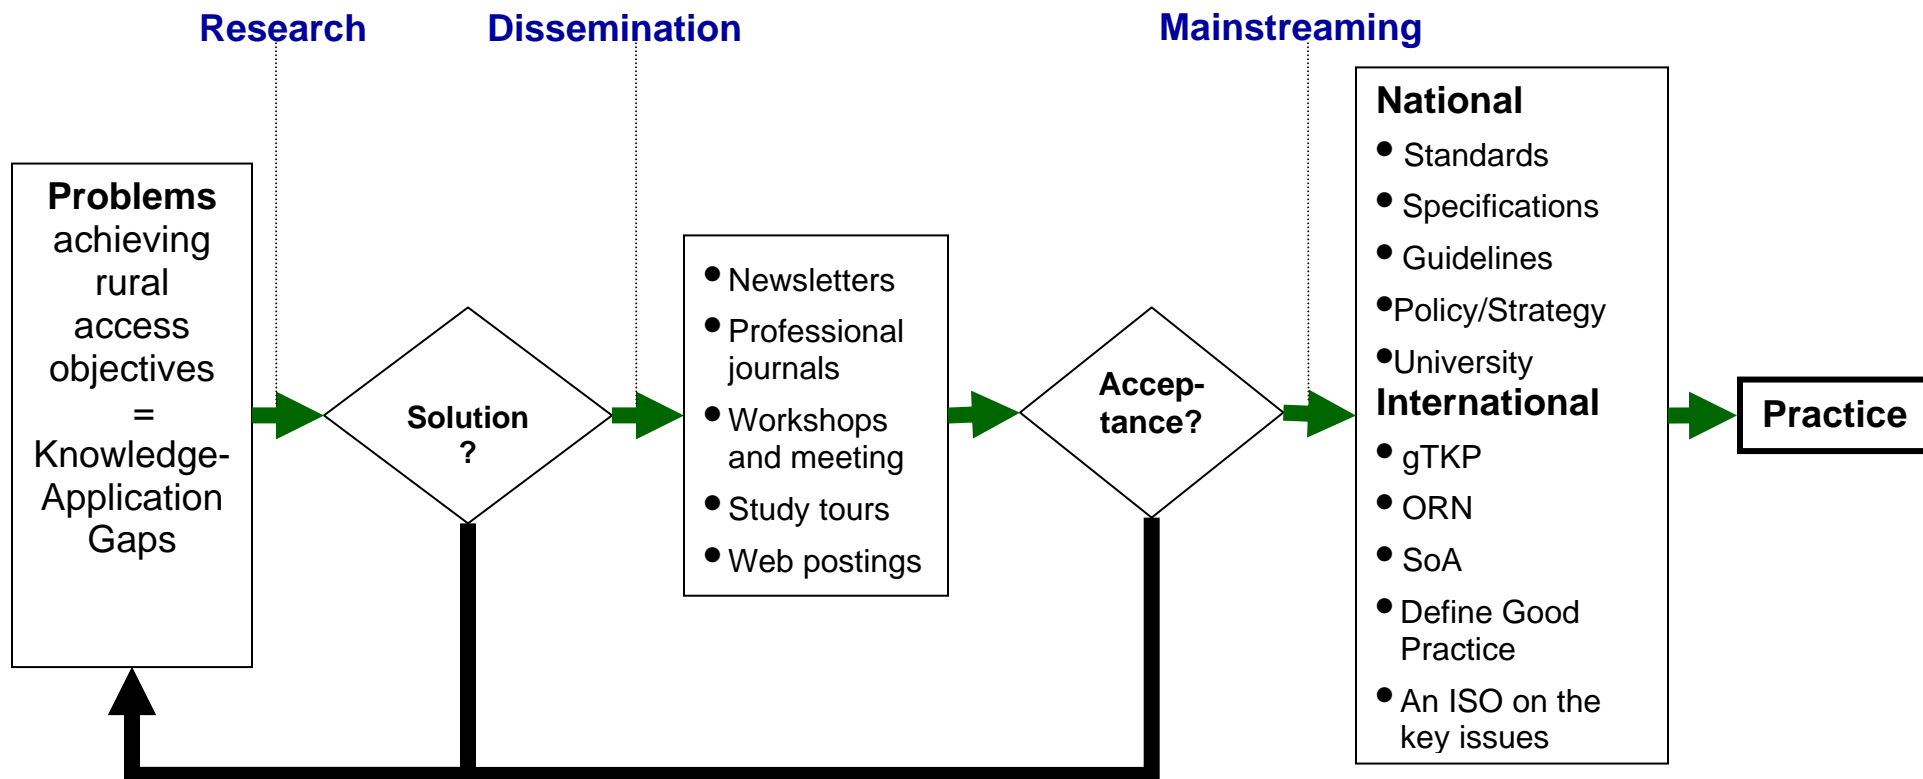 Research
Dissemination
Mainstreaming
Problems
achieving
rural
access
objectives
=
Knowledge-
Application
Gaps
Solution
?
● Newsletters
● Professional
journals
● Workshops
and meeting
● Study tours
● Web postings
Accep-
tance?
National
● Standards
● Specifications
● Guidelines
●Policy/Strategy
●University
International
● gTKP
● ORN
● SoA
● Define Good
Practice
● An ISO on the
key issues
Practice